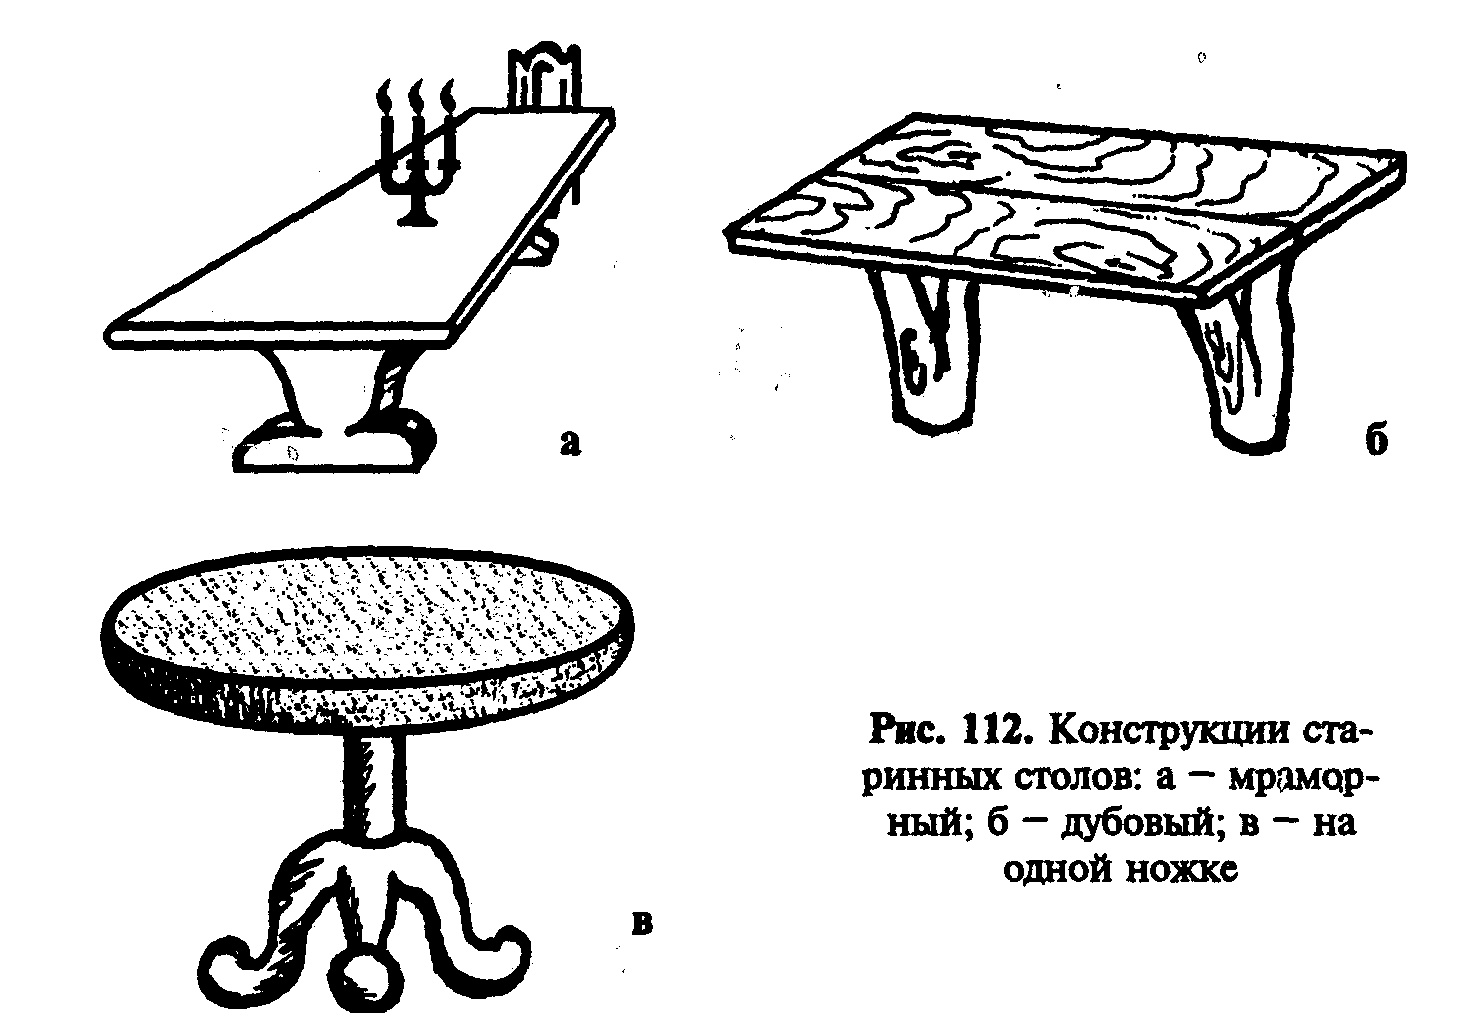 а
б
в
Рис. 112. Конструкции ста-
ринных столов: а — мрамор-
ный; б — дубовый; в — на
одной ножке